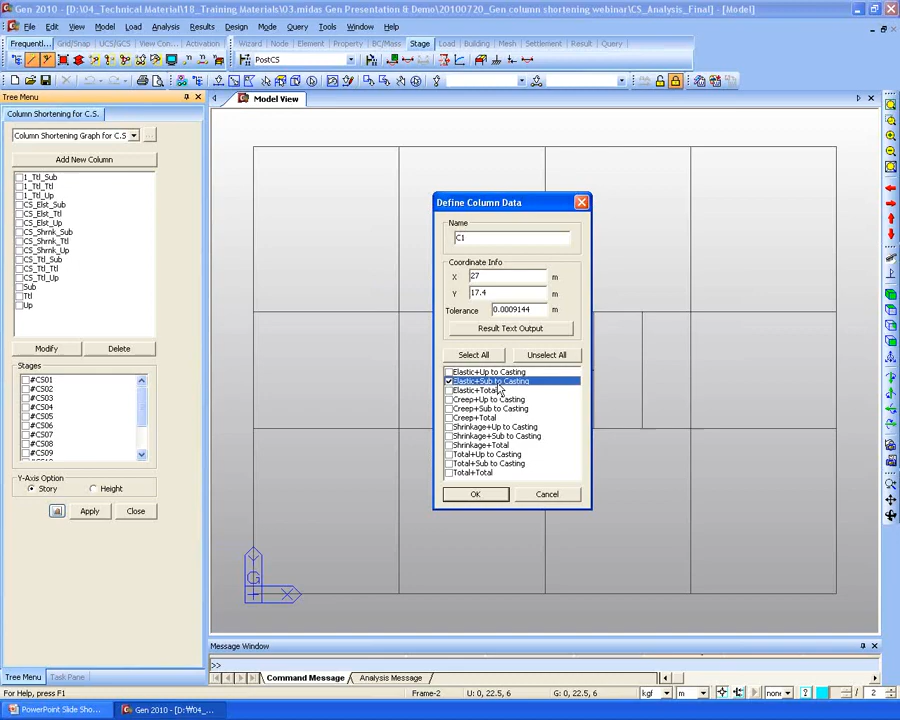 Gen 2010 - [D:\04_Technical Material\18_Training Materials\03.midas Gen Presentation & Demo\20100720_Gen column shortening webinar\CS_Analysis_Final] - [Model]
File Edit View Model Load Analysis Results Design Mode Query Tools Window Help
Frequentl... Grid/Snap UCS/GCS View Con... Activation Wizard Node Element Property BC/Mass Stage Load Building Mesh Settlement Result Query
PostCS
Tree Menu
Model View
Column Shortening for C.S.
Column Shortening Graph for C.S
Add New Column
1_Ttl_Sub
1_Ttl_Ttl
1_Ttl_Up
CS_Elst_Sub
CS_Elst_Ttl
CS_Elst_Up
CS_Shrnk_Sub
CS_Shrnk_Ttl
CS_Shrnk_Up
CS_Ttl_Sub
CS_Ttl_Ttl
CS_Ttl_Up
Sub
Ttl
Up
Modify Delete
Stages
#CS01
#CS02
#CS03
#CS04
#CS05
#CS06
#CS07
#CS08
#CS09
Y-Axis Option
Story Height
Apply Close
Define Column Data
Name
C1
Coordinate Info
X 27 m
Y 17.4 m
Tolerance 0.0009144 m
Result Text Output
Select All Unselect All
Elastic+Up to Casting
Elastic+Sub to Casting
Elastic+Total
Creep+Up to Casting
Creep+Sub to Casting
Creep+Total
Shrinkage+Up to Casting
Shrinkage+Sub to Casting
Shrinkage+Total
Total+Up to Casting
Total+Sub to Casting
Total+Total
OK Cancel
Y
G
X
Message Window
>>
Tree Menu Task Pane
Command Message Analysis Message
For Help, press F1
Frame-2 U: 0, 22.5, 6 G: 0, 22.5, 6 kgf m none / 2
PowerPoint Slide Sho... Gen 2010 - [D:₩04_...